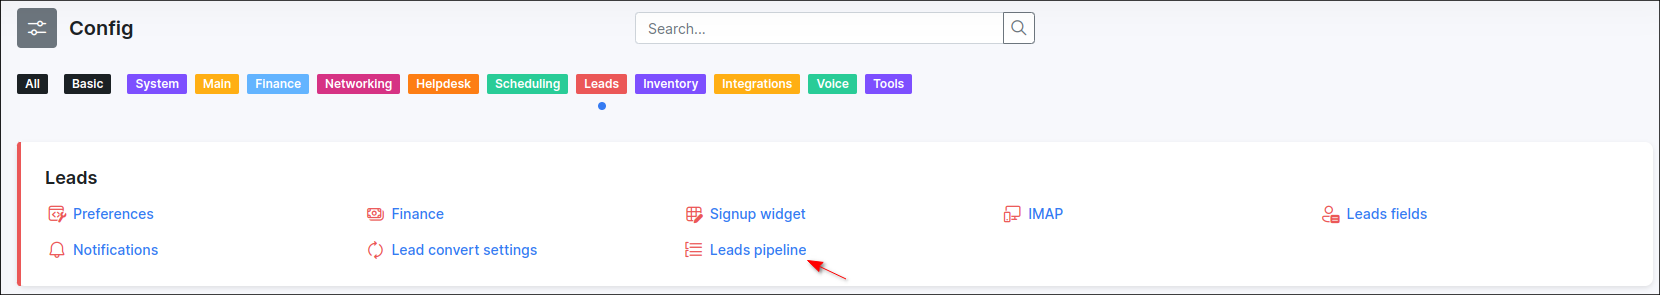 Config
Search...
All Basic System Main Finance Networking Helpdesk Scheduling Leads Inventory Integrations Voice Tools
Leads
Preferences Finance Signup widget IMAP Leads fields
Notifications Lead convert settings Leads pipeline